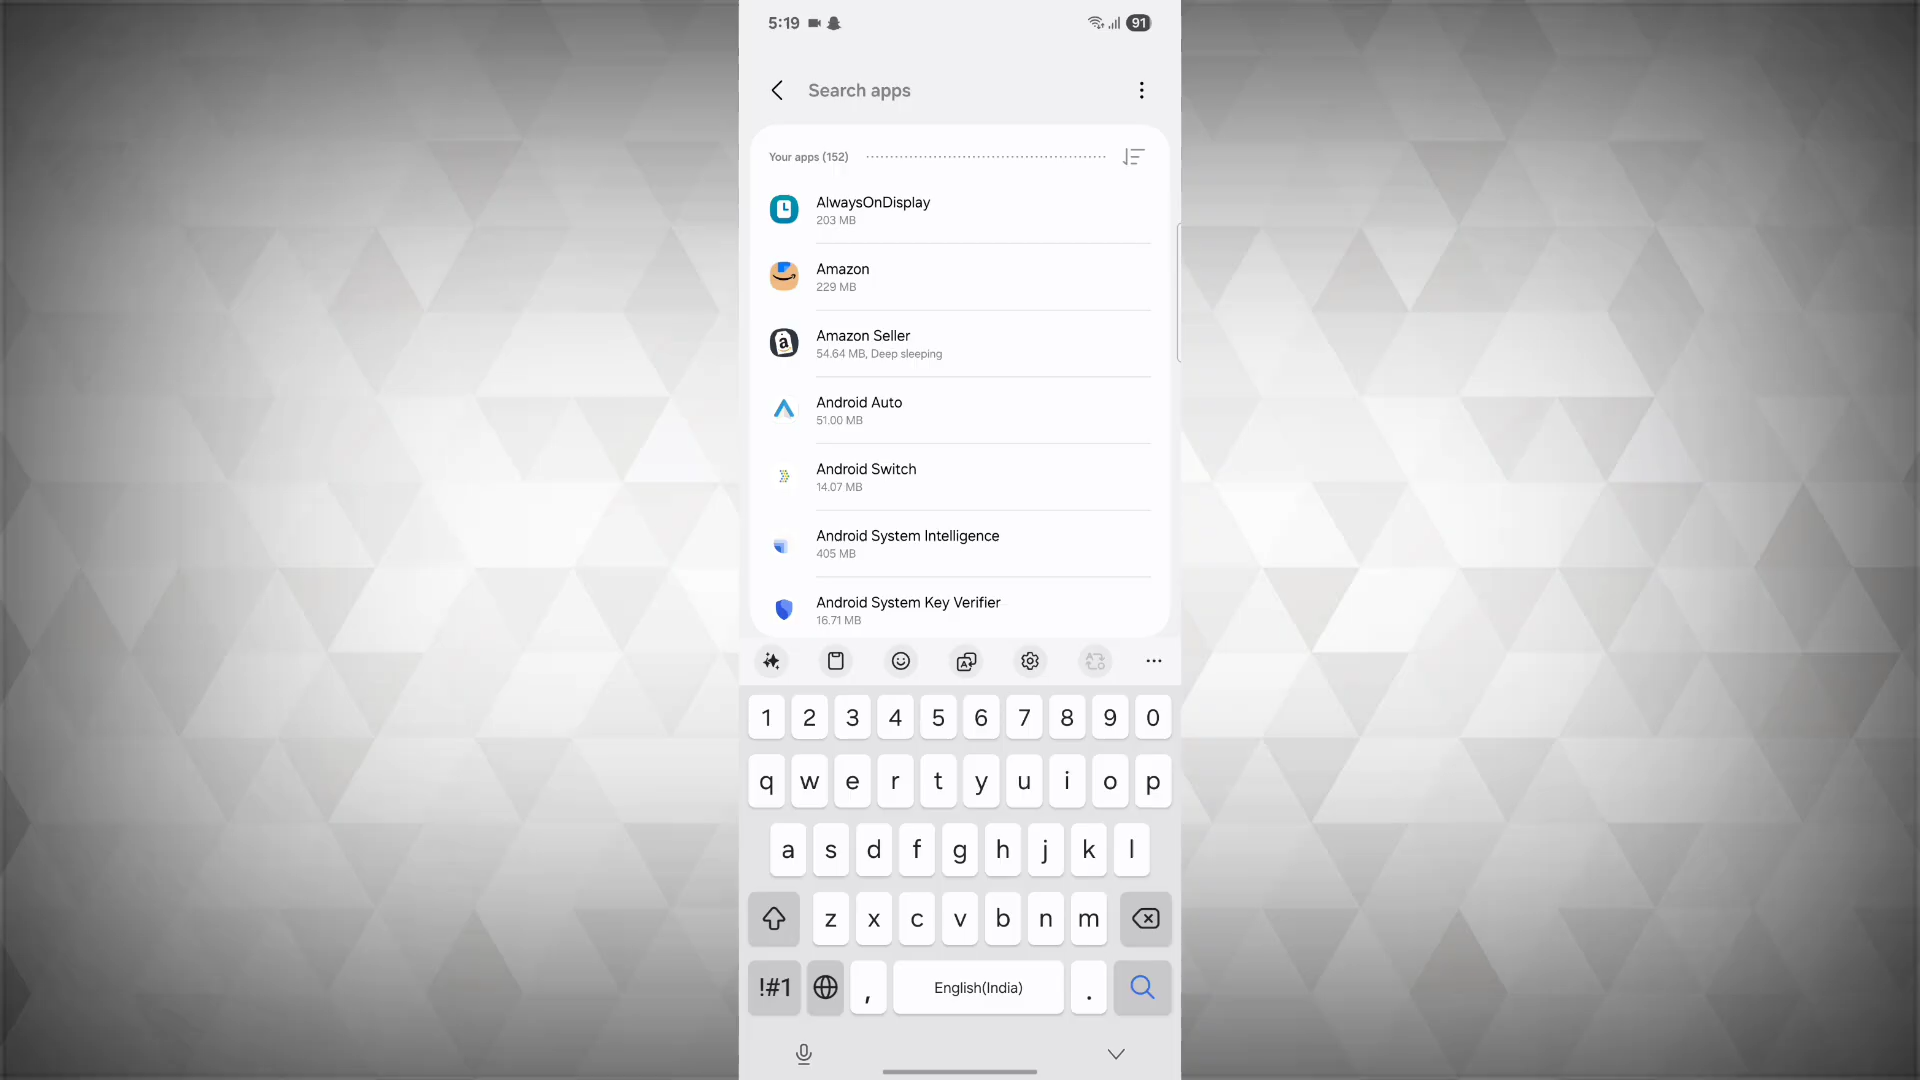 5:19
91
Search apps
Your apps (152)
AlwaysOnDisplay
203 MB
Amazon
229 MB
Amazon Seller
54.64 MB, Deep sleeping
Android Auto
51.00 MB
Android Switch
14.07 MB
Android System Intelligence
405 MB
Android System Key Verifier
16.71 MB
1 2 3 4 5 6 7 8 9 0
q w e r t y u i o p
a s d f g h j k l
z x c v b n m
!#1 , English(India) .